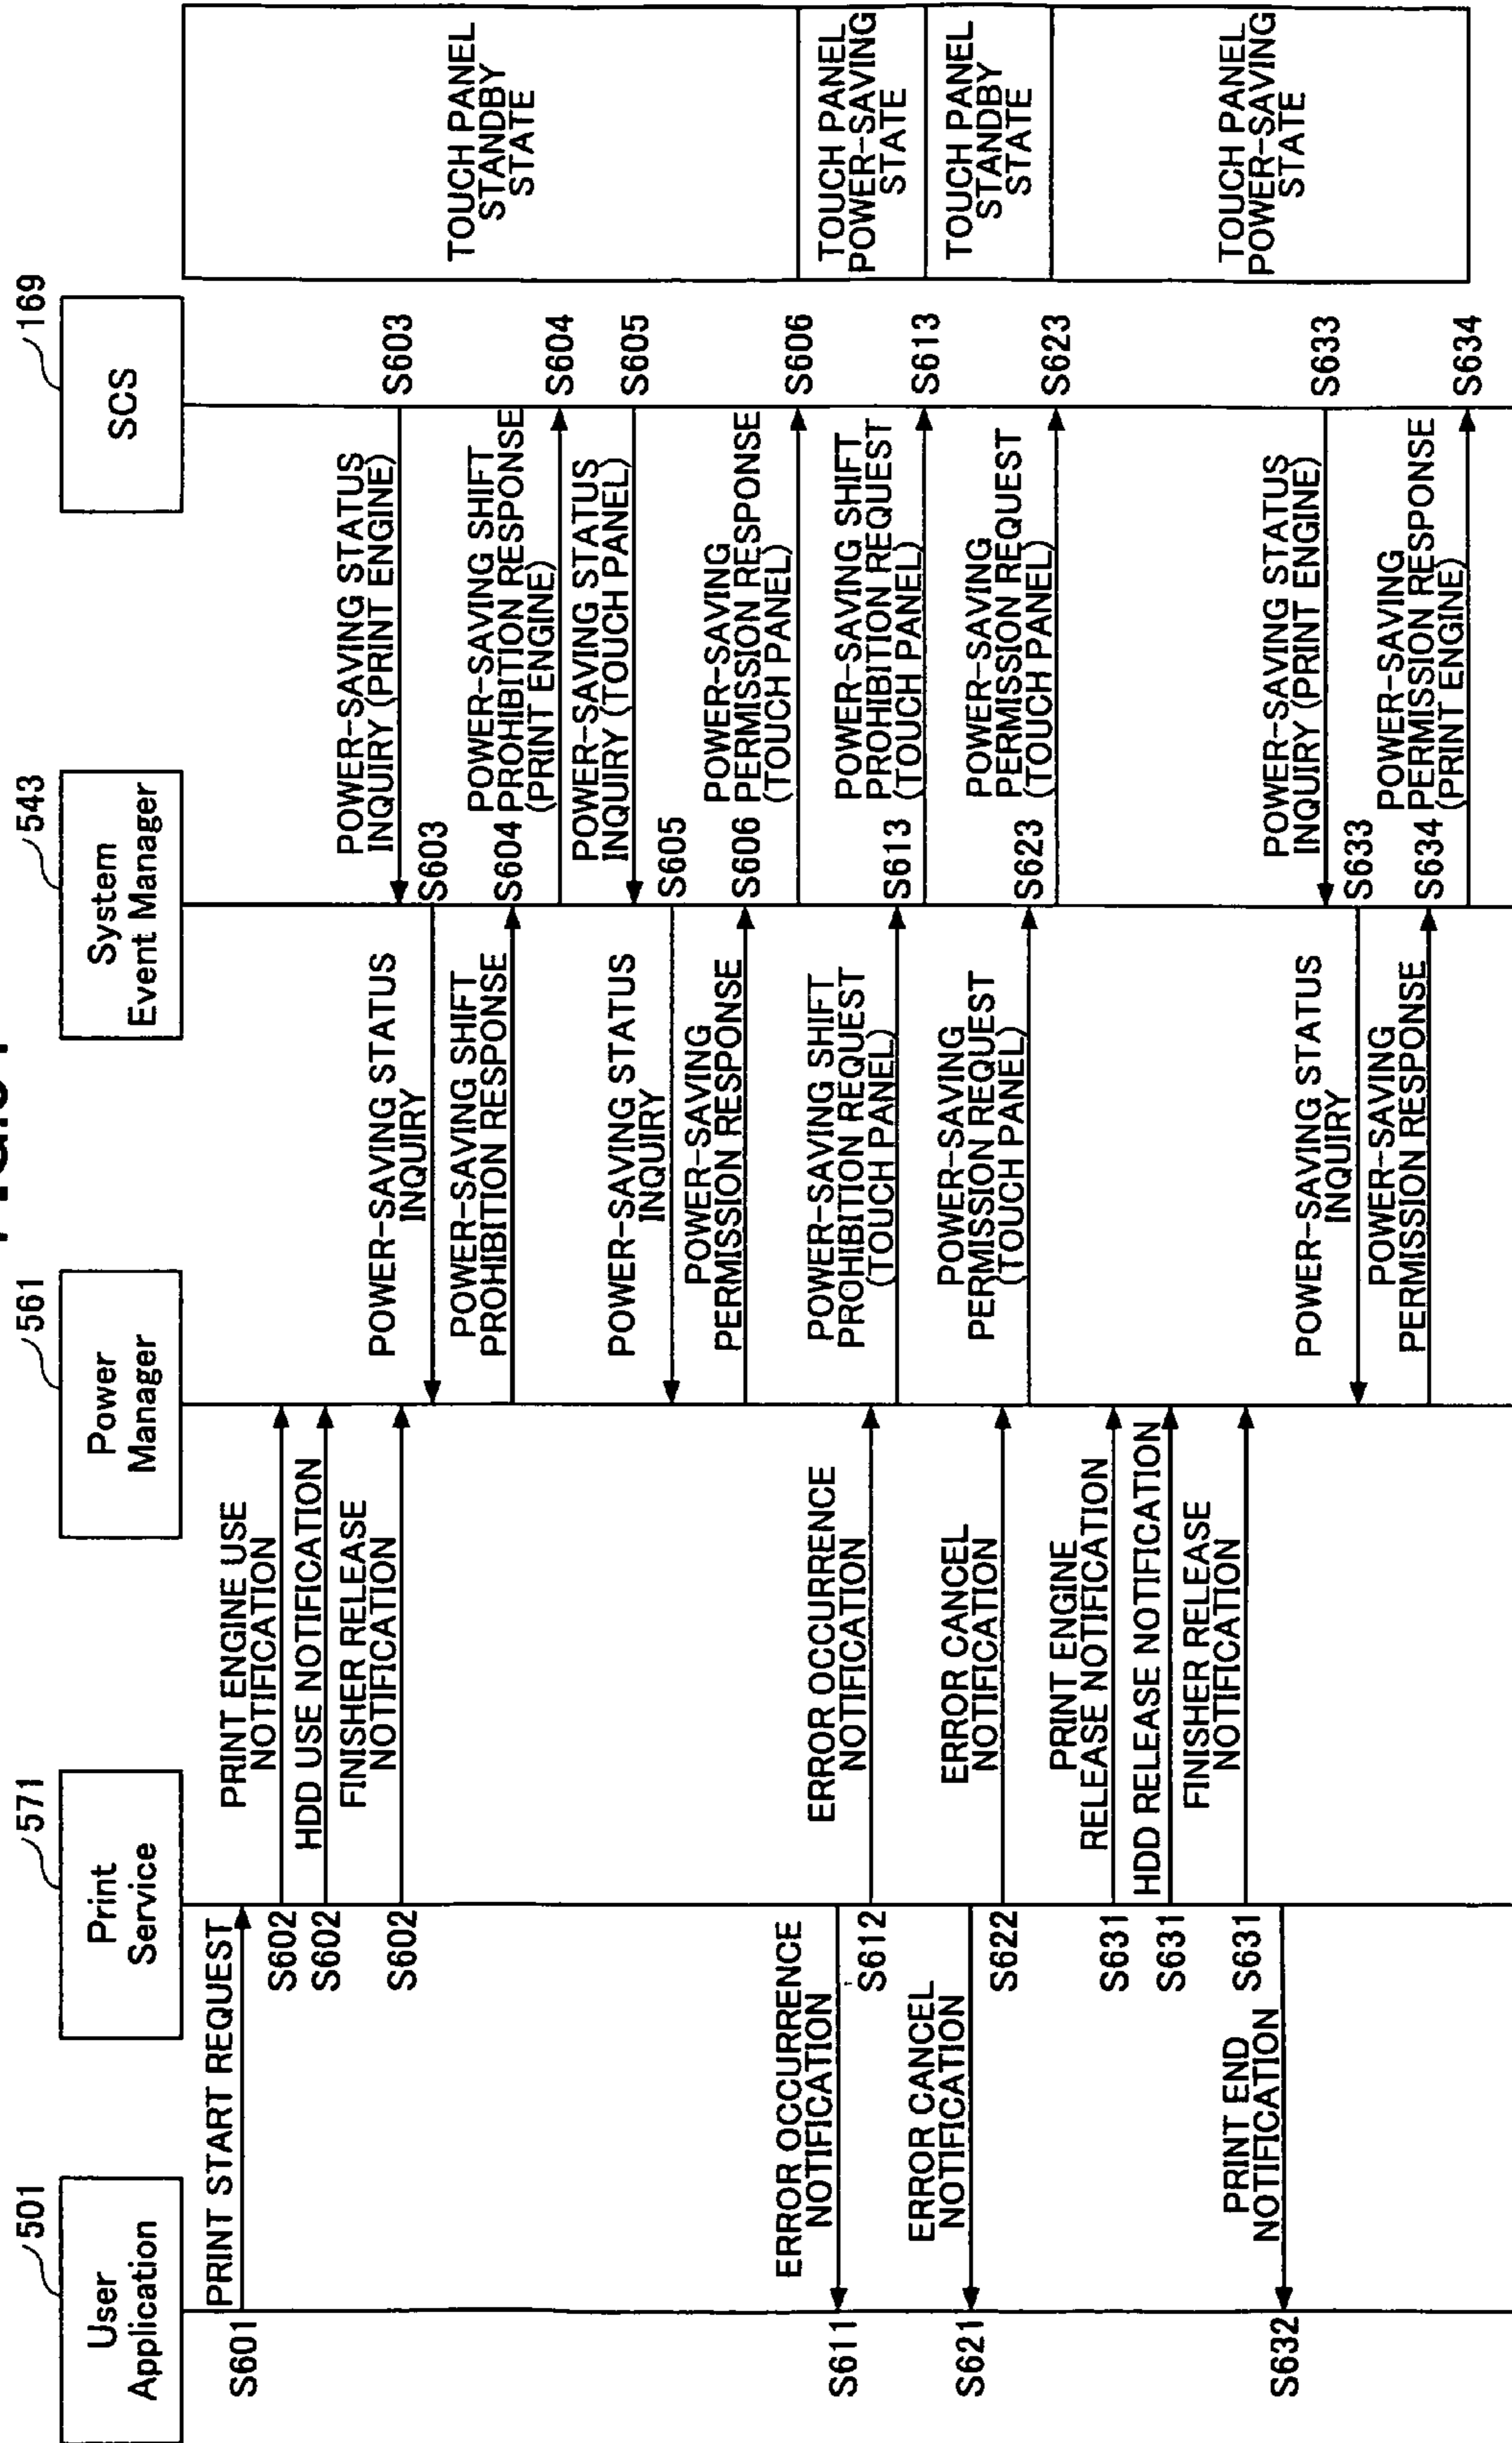 501
User
Application
571
Print
Service
561
Power
Manager
543
System
Event Manager
169
SCS
S601
PRINT START REQUEST
S602
PRINT ENGINE USE
NOTIFICATION
S602
HDD USE NOTIFICATION
S602
FINISHER RELEASE
NOTIFICATION
POWER-SAVING STATUS
INQUIRY (PRINT ENGINE)
S603
POWER-SAVING STATUS
INQUIRY
S603
POWER-SAVING SHIFT
PROHIBITION RESPONSE
S604
POWER-SAVING SHIFT
PROHIBITION RESPONSE
(PRINT ENGINE)
S604
POWER-SAVING STATUS
INQUIRY (TOUCH PANEL)
S605
POWER-SAVING STATUS
INQUIRY
S605
POWER-SAVING
PERMISSION RESPONSE
S606
POWER-SAVING
PERMISSION RESPONSE
(TOUCH PANEL)
S606
S611
ERROR OCCURRENCE
NOTIFICATION
S612
ERROR OCCURRENCE
NOTIFICATION
POWER-SAVING SHIFT
PROHIBITION REQUEST
(TOUCH PANEL)
S613
POWER-SAVING SHIFT
PROHIBITION REQUEST
(TOUCH PANEL)
S613
S621
ERROR CANCEL
NOTIFICATION
S622
ERROR CANCEL
NOTIFICATION
POWER-SAVING
PERMISSION REQUEST
(TOUCH PANEL)
S623
POWER-SAVING
PERMISSION REQUEST
(TOUCH PANEL)
S623
S631
PRINT ENGINE
RELEASE NOTIFICATION
S631
HDD RELEASE NOTIFICATION
S631
FINISHER RELEASE
NOTIFICATION
S632
PRINT END
NOTIFICATION
POWER-SAVING STATUS
INQUIRY (PRINT ENGINE)
S633
POWER-SAVING STATUS
INQUIRY
S633
POWER-SAVING
PERMISSION RESPONSE
S634
POWER-SAVING
PERMISSION RESPONSE
(PRINT ENGINE)
S634
TOUCH PANEL
STANDBY
STATE
TOUCH PANEL
POWER-SAVING
STATE
TOUCH PANEL
STANDBY
STATE
TOUCH PANEL
POWER-SAVING
STATE